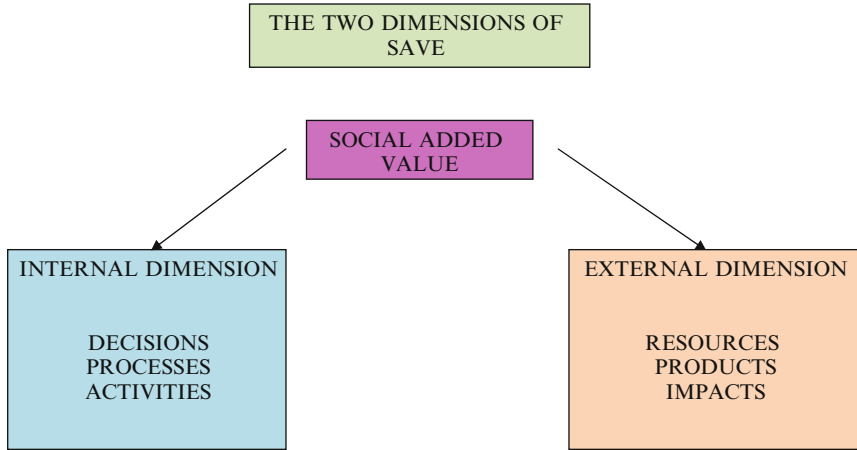 THE TWO DIMENSIONS OF
SAVE
SOCIAL ADDED
VALUE
INTERNAL DIMENSION
DECISIONS
PROCESSES
ACTIVITIES
EXTERNAL DIMENSION
RESOURCES
PRODUCTS
IMPACTS